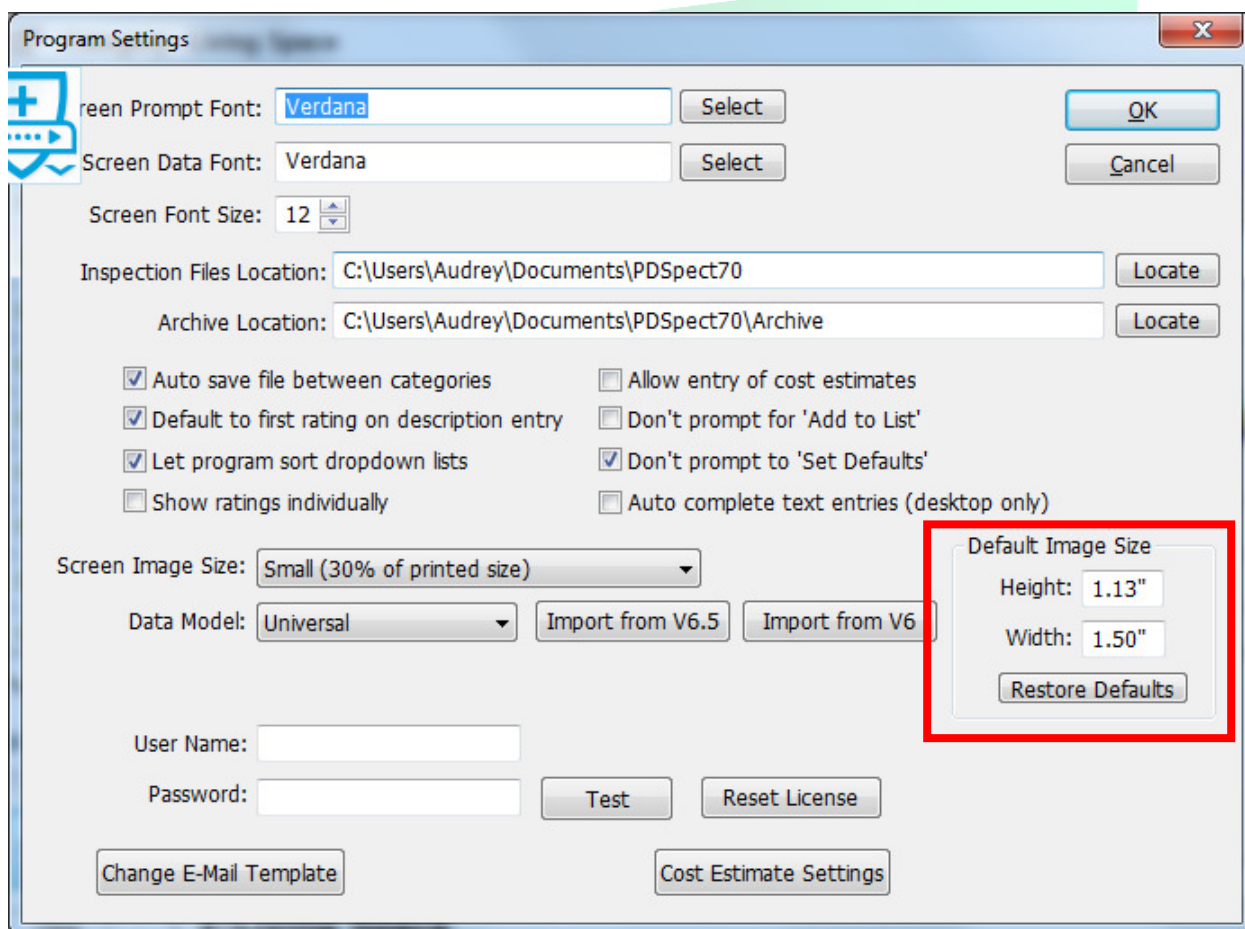 Program Settings
reen Prompt Font: Verdana Select OK
Screen Data Font: Verdana Select Cancel
Screen Font Size: 12
Inspection Files Location: C:\Users\Audrey\Documents\PDSpect70 Locate
Archive Location: C:\Users\Audrey\Documents\PDSpect70\Archive Locate
Auto save file between categories Allow entry of cost estimates
Default to first rating on description entry Don't prompt for 'Add to List'
Let program sort dropdown lists Don't prompt to 'Set Defaults'
Show ratings individually Auto complete text entries (desktop only)
Default Image Size
Screen Image Size: Small (30% of printed size) Height: 1.13"
Data Model: Universal Import from V6.5 Import from V6 Width: 1.50"
Restore Defaults
User Name:
Password: Test Reset License
Change E-Mail Template Cost Estimate Settings